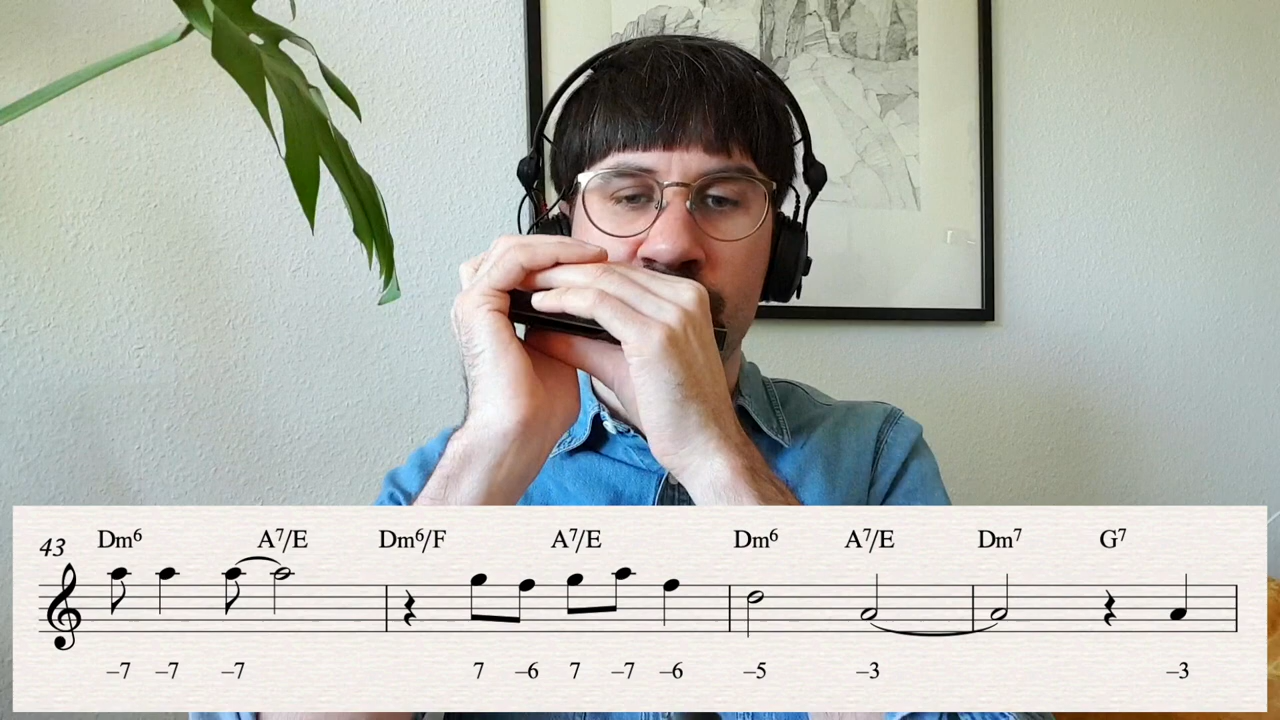 43 Dm6 A7/E Dm6/F A7/E Dm6 A7/E Dm7 G7
–7 –7 –7 7 –6 7 –7 –6 –5 –3 –3